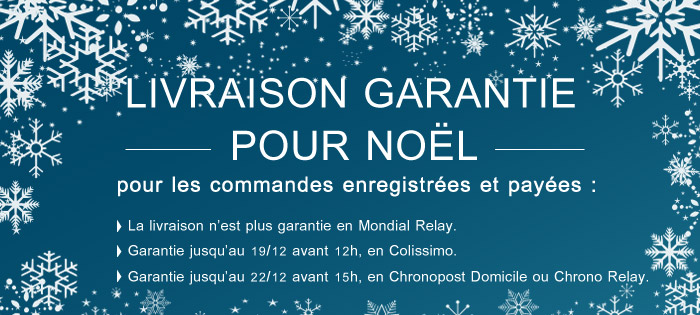 LIVRAISON GARANTIE
POUR NOËL
pour les commandes enregistrées et payées :
La livraison n'est plus garantie en Mondial Relay.
Garantie jusqu'au 19/12 avant 12h, en Colissimo.
Garantie jusqu'au 22/12 avant 15h, en Chronopost Domicile ou Chrono Relay.